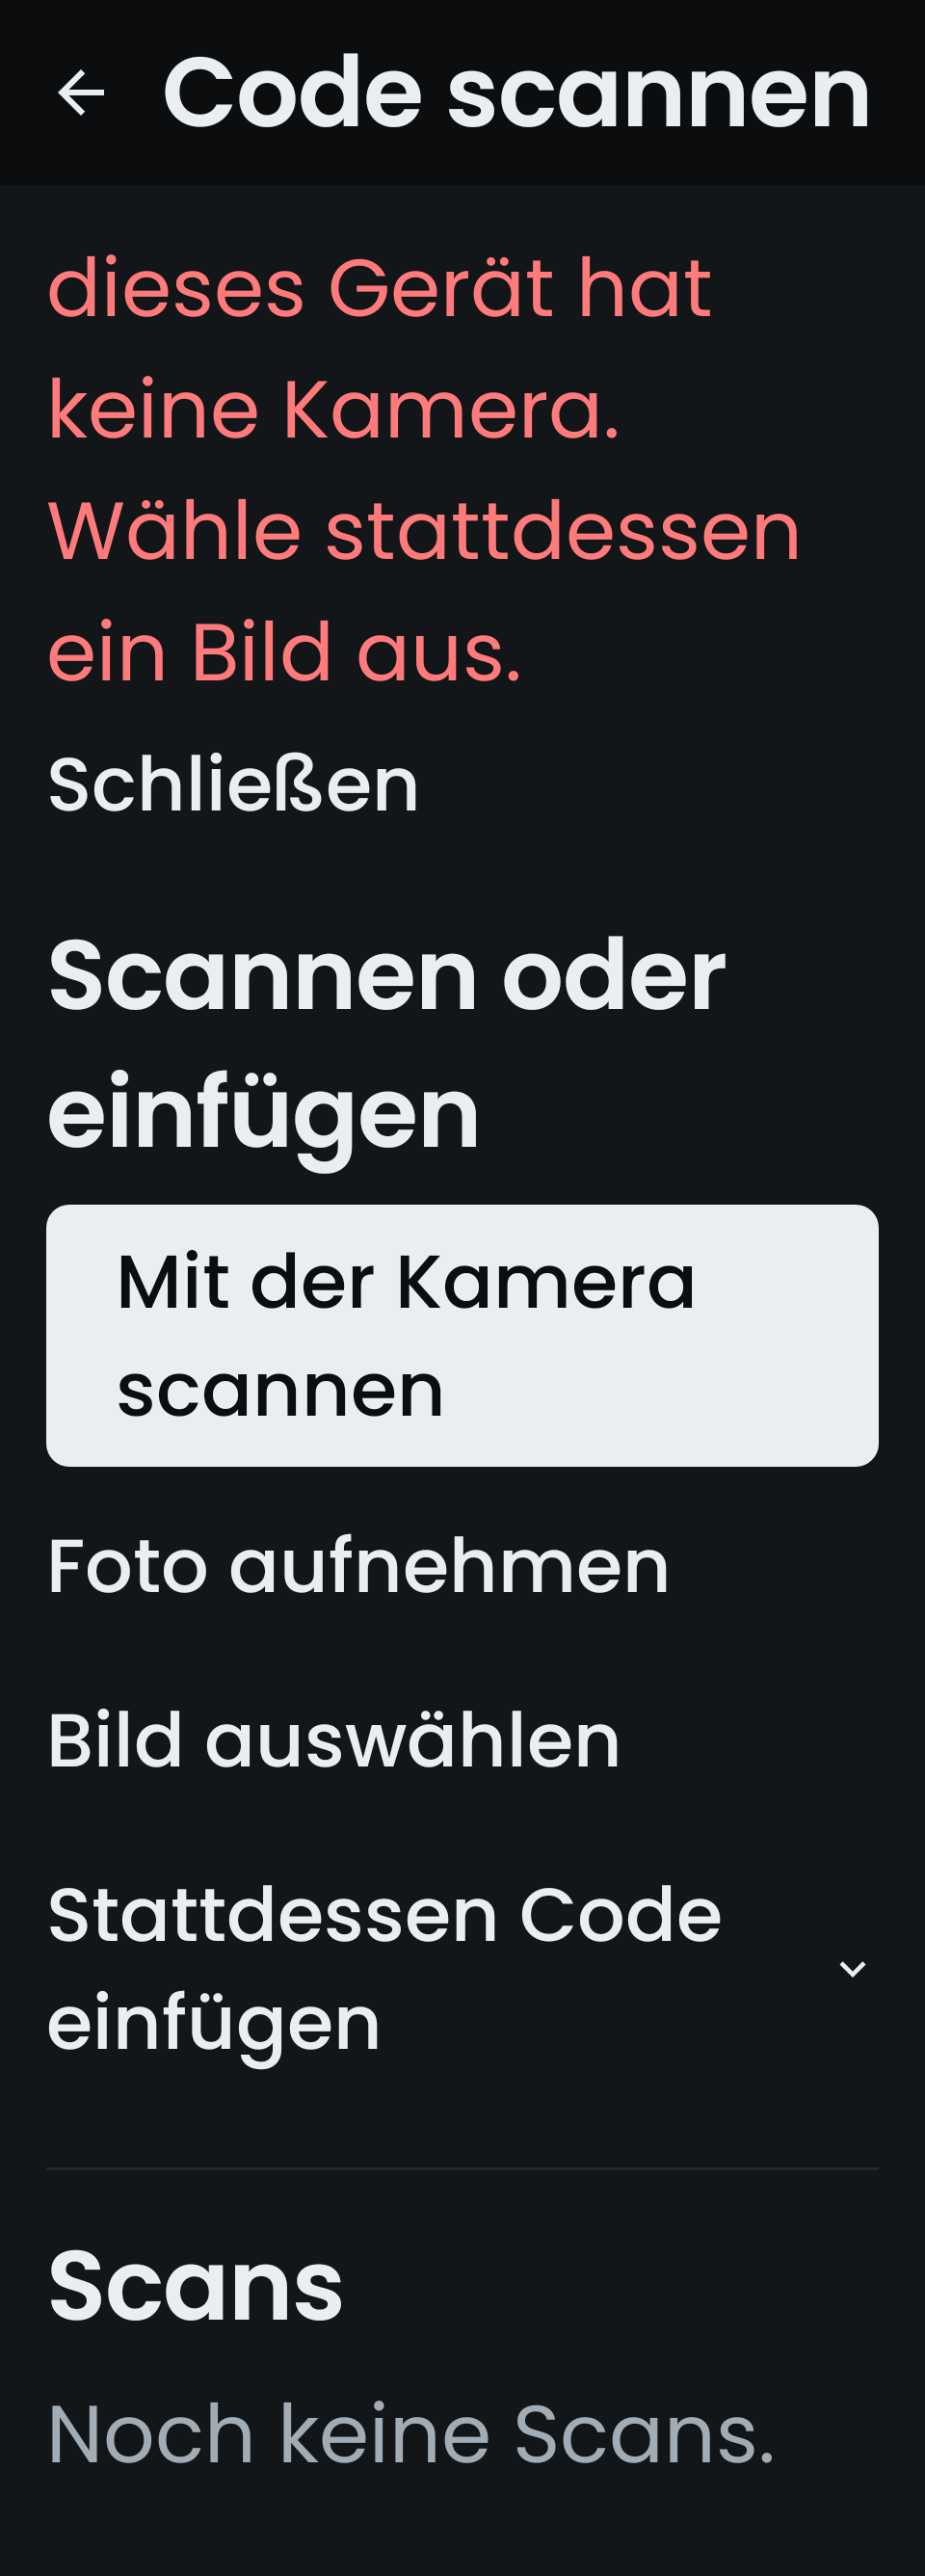 Code scannen
dieses Gerät hat
keine Kamera.
Wähle stattdessen
ein Bild aus.
Schließen
Scannen oder
einfügen
Mit der Kamera
scannen
Foto aufnehmen
Bild auswählen
Stattdessen Code
einfügen
Scans
Noch keine Scans.